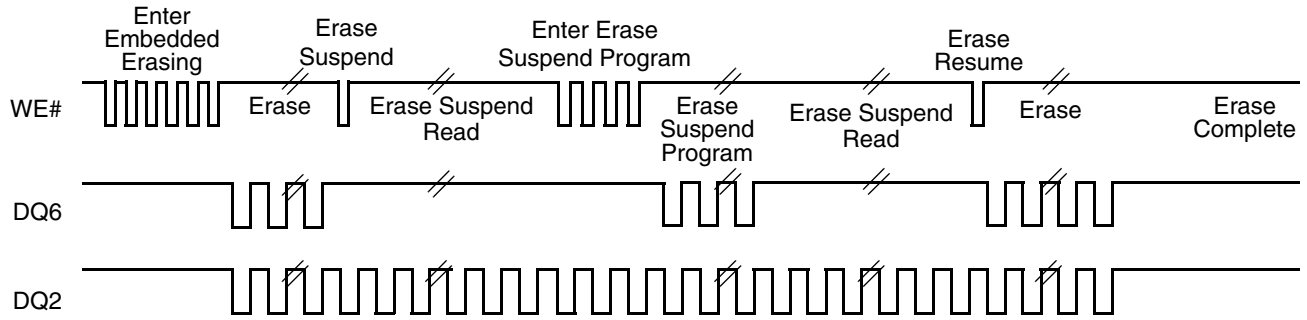 Enter
Embedded
Erasing
Erase
Suspend
Enter Erase
Suspend Program
Erase
Resume
WE#
Erase
Erase Suspend
Read
Erase
Suspend
Program
Erase Suspend
Read
Erase
Erase
Complete
DQ6
DQ2